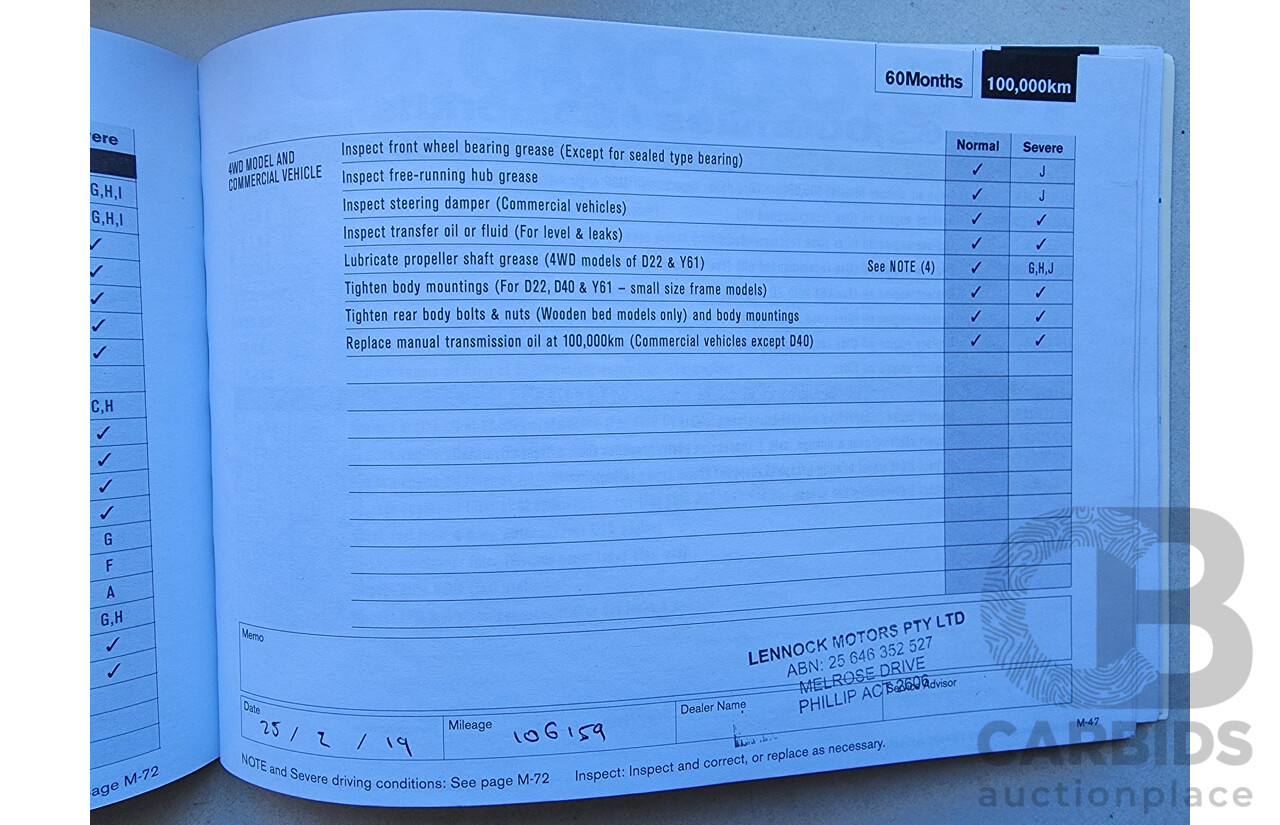 60Months 100,000km
Normal Severe
4WD MODEL AND
COMMERCIAL VEHICLE
Inspect front wheel bearing grease (Except for sealed type bearing) ✓ J
Inspect free-running hub grease ✓ J
Inspect steering damper (Commercial vehicles) ✓ ✓
Inspect transfer oil or fluid (For level & leaks) ✓ ✓
Lubricate propeller shaft grease (4WD models of D22 & Y61) See NOTE (4) ✓ G,H,J
Tighten body mountings (For D22, D40 & Y61 – small size frame models) ✓ ✓
Tighten rear body bolts & nuts (Wooden bed models only) and body mountings ✓ ✓
Replace manual transmission oil at 100,000km (Commercial vehicles except D40) ✓ ✓
Memo
LENNOCK MOTORS PTY LTD
ABN: 25 646 352 527
MELROSE DRIVE
PHILLIP ACT 2606
Date 25 / 2 / 19
Mileage 106159
Dealer Name
Service Advisor
M-47
NOTE and Severe driving conditions: See page M-72 Inspect: Inspect and correct, or replace as necessary.
ere
G,H,I
G,H,I
✓
✓
✓
✓
✓
C,H
✓
✓
✓
✓
G
F
A
G,H
✓
✓
age M-72
CB
CARBIDS
auctionplace